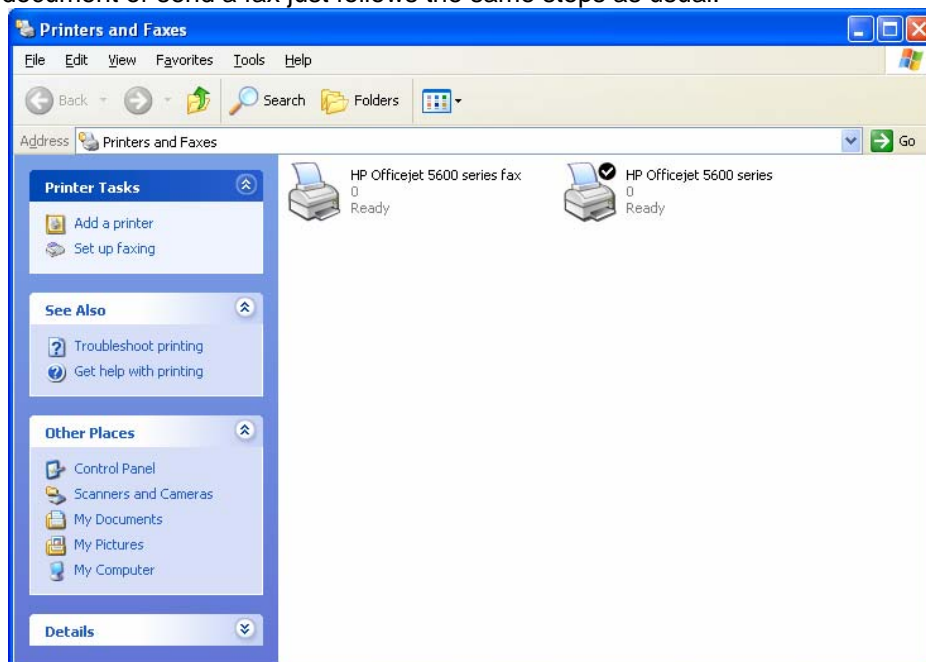 document or send a fax just follows the same steps as usual.
Printers and Faxes
File Edit View Favorites Tools Help
Back Search Folders
Address Printers and Faxes Go
Printer Tasks
Add a printer
Set up faxing
See Also
Troubleshoot printing
Get help with printing
Other Places
Control Panel
Scanners and Cameras
My Documents
My Pictures
My Computer
Details
HP Officejet 5600 series fax
0
Ready
HP Officejet 5600 series
0
Ready